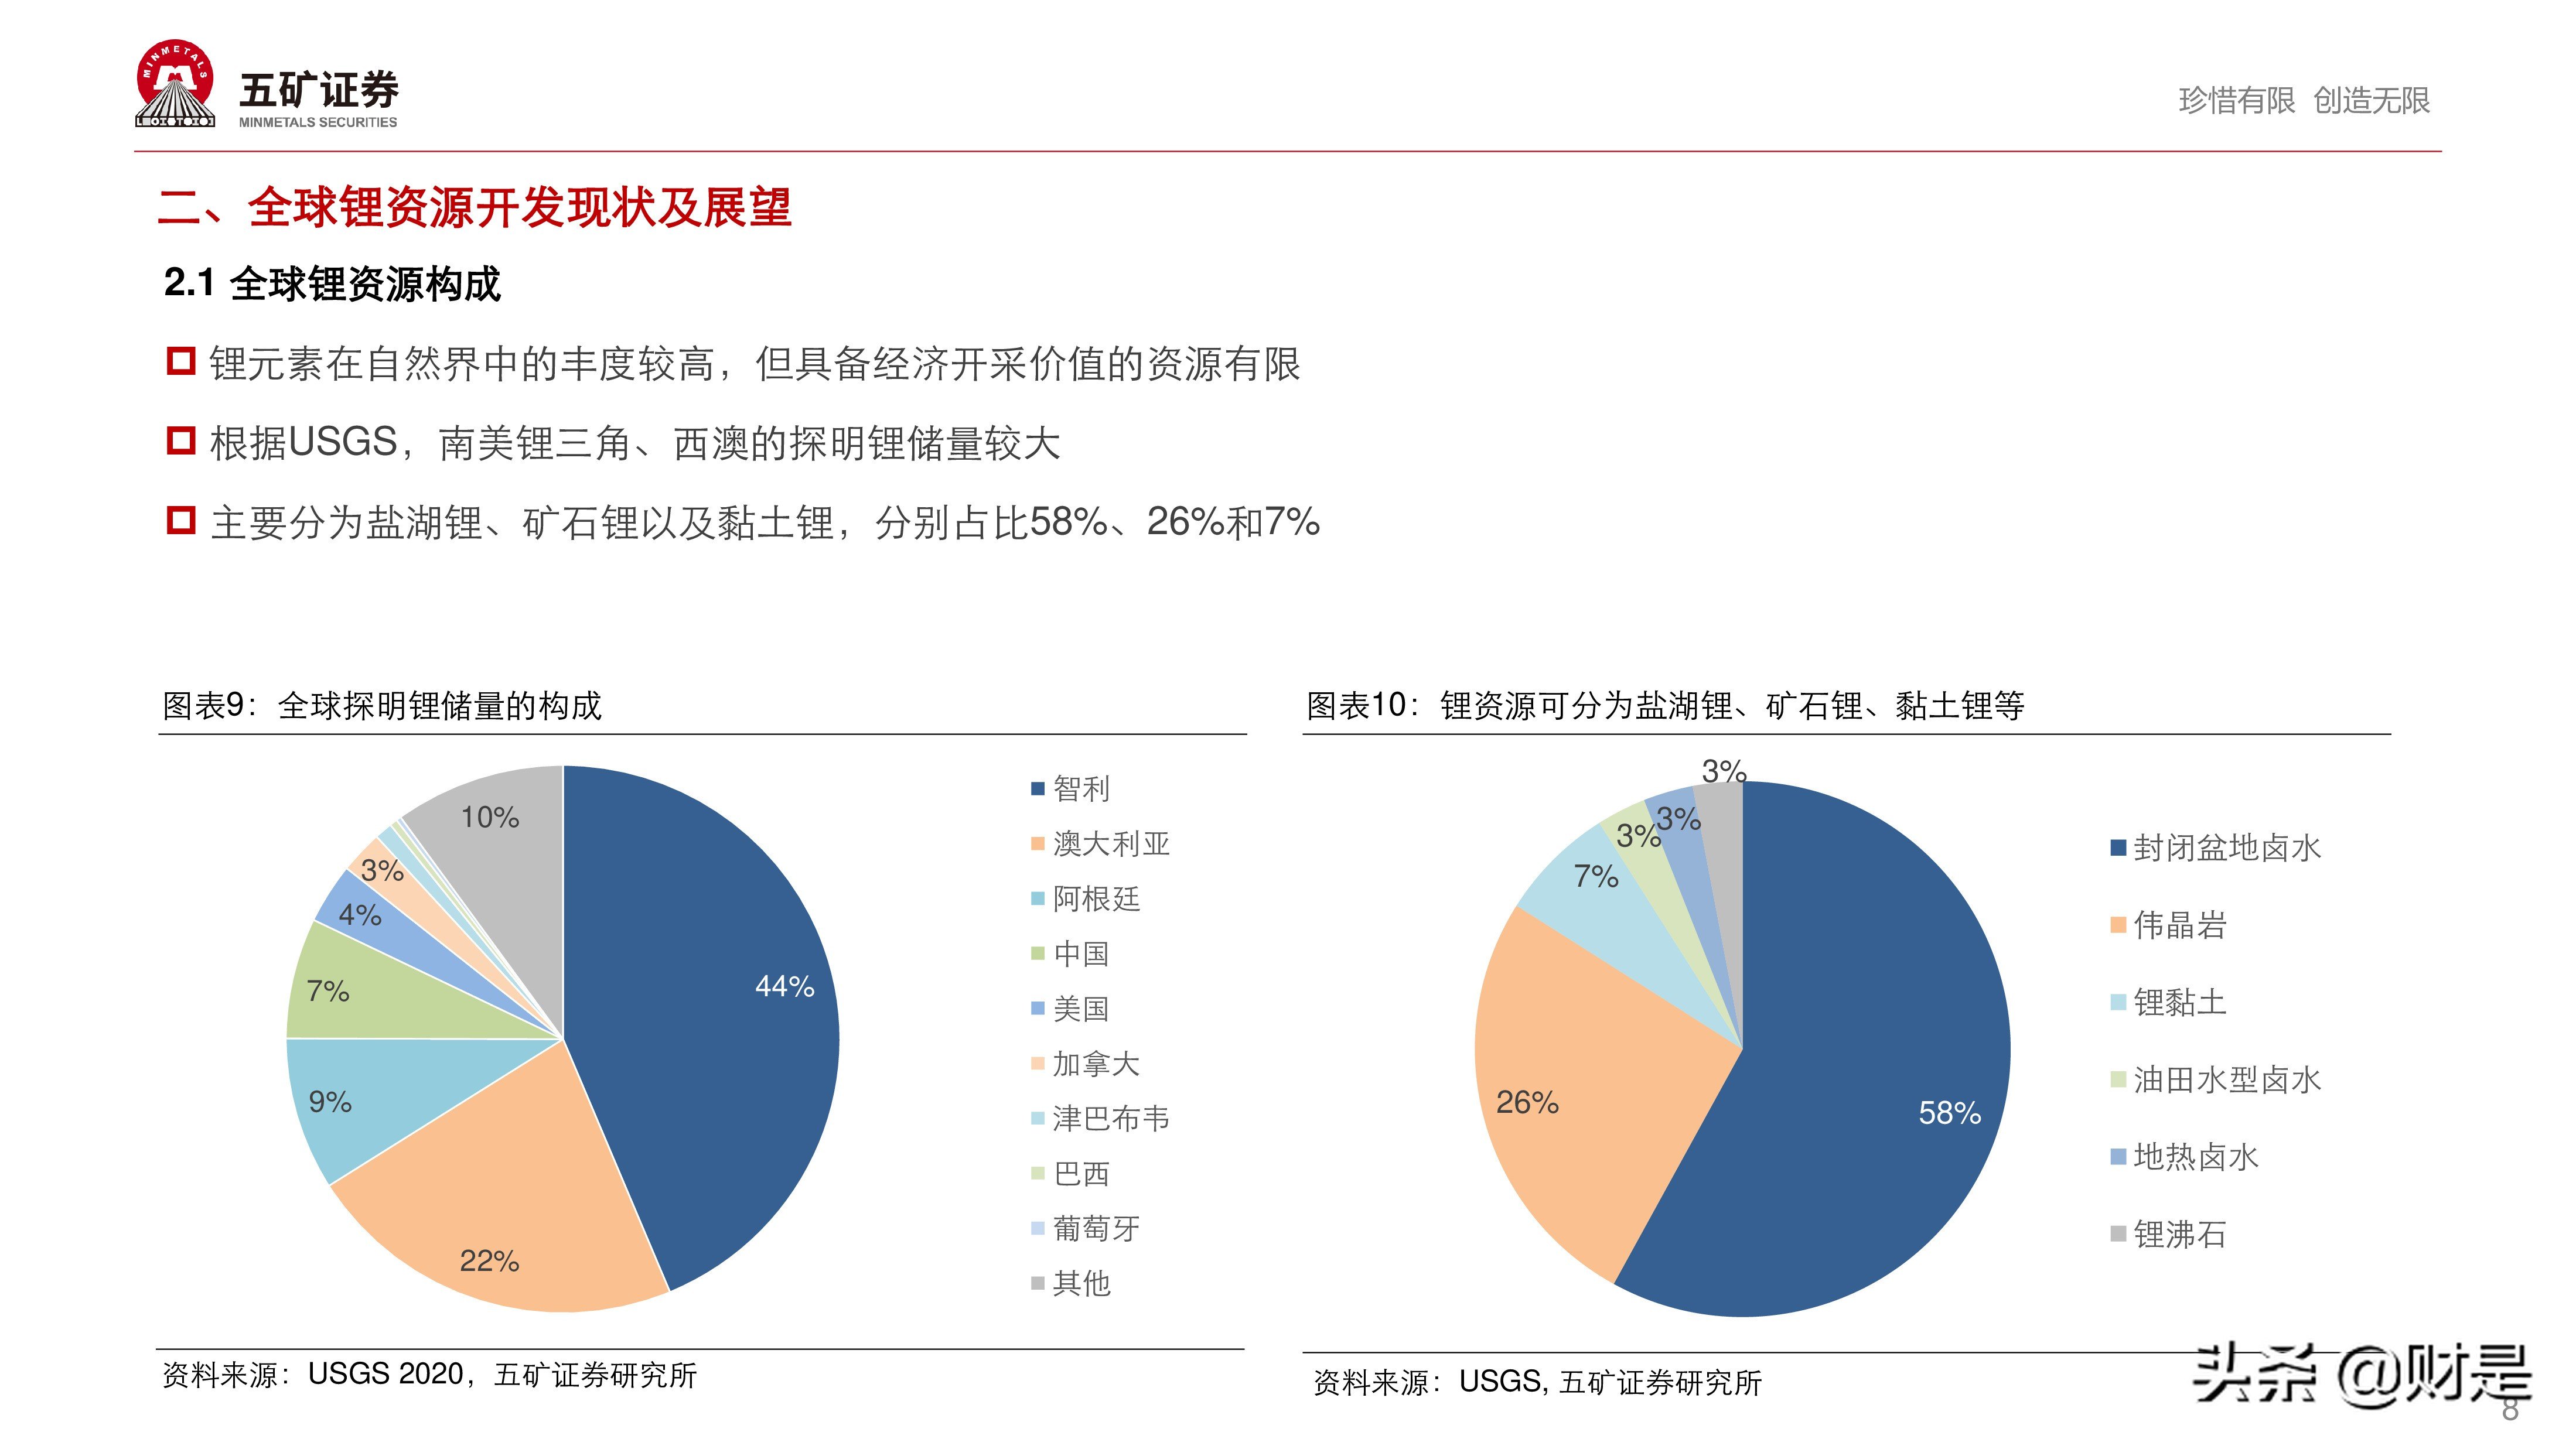 MINMETALS
五矿证券
MINMETALS SECURITIES
珍惜有限 创造无限
二、全球锂资源开发现状及展望
2.1 全球锂资源构成
锂元素在自然界中的丰度较高，但具备经济开采价值的资源有限
根据USGS，南美锂三角、西澳的探明锂储量较大
主要分为盐湖锂、矿石锂以及黏土锂，分别占比58%、26%和7%
图表9：全球探明锂储量的构成
44%
22%
9%
7%
4%
3%
10%
智利
澳大利亚
阿根廷
中国
美国
加拿大
津巴布韦
巴西
葡萄牙
其他
资料来源：USGS 2020，五矿证券研究所
图表10：锂资源可分为盐湖锂、矿石锂、黏土锂等
58%
26%
7%
3%
3%
3%
封闭盆地卤水
伟晶岩
锂黏土
油田水型卤水
地热卤水
锂沸石
资料来源：USGS, 五矿证券研究所
头条 @财是
8